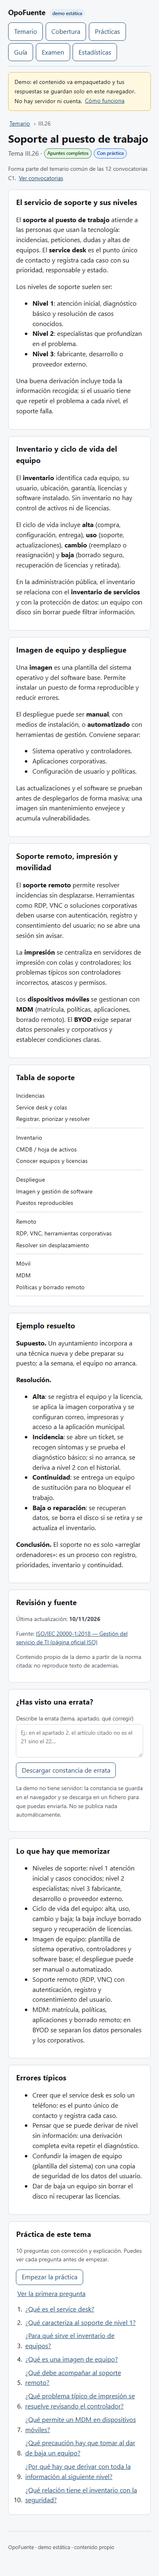 OpoFuente demo estática
Temario Cobertura Prácticas
Guía Examen Estadísticas
Demo: el contenido va empaquetado y tus
respuestas se guardan solo en este navegador.
No hay servidor ni cuenta. Cómo funciona
Temario › III.26
Soporte al puesto de trabajo
Tema III.26 · Apuntes completos Con práctica
Forma parte del temario común de las 12 convocatorias
C1. Ver convocatorias
El servicio de soporte y sus niveles
El soporte al puesto de trabajo atiende a
las personas que usan la tecnología:
incidencias, peticiones, dudas y altas de
equipos. El service desk es el punto único
de contacto y registra cada caso con su
prioridad, responsable y estado.
Los niveles de soporte suelen ser:
• Nivel 1: atención inicial, diagnóstico
básico y resolución de casos
conocidos.
• Nivel 2: especialistas que profundizan
en el problema.
• Nivel 3: fabricante, desarrollo o
proveedor externo.
Una buena derivación incluye toda la
información recogida; si el usuario tiene
que repetir el problema a cada nivel, el
soporte falla.
Inventario y ciclo de vida del
equipo
El inventario identifica cada equipo, su
usuario, ubicación, garantía, licencias y
software instalado. Sin inventario no hay
control de activos ni de licencias.
El ciclo de vida incluye alta (compra,
configuración, entrega), uso (soporte,
actualizaciones), cambio (reemplazo o
reasignación) y baja (borrado seguro,
recuperación de licencias y retirada).
En la administración pública, el inventario
se relaciona con el inventario de servicios
y con la protección de datos: un equipo con
disco sin borrar puede filtrar información.
Imagen de equipo y despliegue
Una imagen es una plantilla del sistema
operativo y del software base. Permite
instalar un puesto de forma reproducible y
reducir errores.
El despliegue puede ser manual, con
medio de instalación, o automatizado con
herramientas de gestión. Conviene separar:
• Sistema operativo y controladores.
• Aplicaciones corporativas.
• Configuración de usuario y políticas.
Las actualizaciones y el software se prueban
antes de desplegarlos de forma masiva: una
imagen sin mantenimiento envejece y
acumula vulnerabilidades.
Soporte remoto, impresión y
movilidad
El soporte remoto permite resolver
incidencias sin desplazarse. Herramientas
como RDP, VNC o soluciones corporativas
deben usarse con autenticación, registro y
consentimiento del usuario; no se abre una
sesión sin avisar.
La impresión se centraliza en servidores de
impresión con colas y controladores; los
problemas típicos son controladores
incorrectos, atascos y permisos.
Los dispositivos móviles se gestionan con
MDM (matrícula, políticas, aplicaciones,
borrado remoto). El BYOD exige separar
datos personales y corporativos y
establecer condiciones claras.
Tabla de soporte
Incidencias
Service desk y colas
Registrar, priorizar y resolver
Inventario
CMDB / hoja de activos
Conocer equipos y licencias
Despliegue
Imagen y gestión de software
Puestos reproducibles
Remoto
RDP, VNC, herramientas corporativas
Resolver sin desplazamiento
Móvil
MDM
Políticas y borrado remoto
Ejemplo resuelto
Supuesto. Un ayuntamiento incorpora a
una técnica nueva y debe preparar su
puesto; a la semana, el equipo no arranca.
Resolución.
• Alta: se registra el equipo y la licencia,
se aplica la imagen corporativa y se
configuran correo, impresoras y
acceso a la aplicación municipal.
• Incidencia: se abre un ticket, se
recogen síntomas y se prueba el
diagnóstico básico; si no arranca, se
deriva a nivel 2 con el historial.
• Continuidad: se entrega un equipo
de sustitución para no bloquear el
trabajo.
• Baja o reparación: se recuperan
datos, se borra el disco si se retira y se
actualiza el inventario.
Conclusión. El soporte no es solo «arreglar
ordenadores»: es un proceso con registro,
prioridades, inventario y continuidad.
Revisión y fuente
Última actualización: 10/11/2026
Fuente: ISO/IEC 20000-1:2018 — Gestión del
servicio de TI (página oficial ISO)
Contenido propio de la demo a partir de la norma
citada: no reproduce texto de academias.
¿Has visto una errata?
Describe la errata (tema, apartado, qué corregir)
Ej.: en el apartado 2, el artículo citado no es el
21 sino el 22…
Descargar constancia de errata
La demo no tiene servidor: la constancia se guarda
en el navegador y se descarga en un fichero para
que puedas enviarla. No se publica nada
automáticamente.
Lo que hay que memorizar
• Niveles de soporte: nivel 1 atención
inicial y casos conocidos; nivel 2
especialistas; nivel 3 fabricante,
desarrollo o proveedor externo.
• Ciclo de vida del equipo: alta, uso,
cambio y baja; la baja incluye borrado
seguro y recuperación de licencias.
• Imagen de equipo: plantilla de
sistema operativo, controladores y
software base; el despliegue puede
ser manual o automatizado.
• Soporte remoto (RDP, VNC) con
autenticación, registro y
consentimiento del usuario.
• MDM: matrícula, políticas,
aplicaciones y borrado remoto; en
BYOD se separan los datos personales
y los corporativos.
Errores típicos
• Creer que el service desk es solo un
teléfono: es el punto único de
contacto y registra cada caso.
• Pensar que se puede derivar de nivel
sin información: una derivación
completa evita repetir el diagnóstico.
• Confundir la imagen de equipo
(plantilla del sistema) con una copia
de seguridad de los datos del usuario.
• Dar de baja un equipo sin borrar el
disco ni recuperar las licencias.
Práctica de este tema
10 preguntas con corrección y explicación. Puedes
ver cada pregunta antes de empezar.
Empezar la práctica
Ver la primera pregunta
1. ¿Qué es el service desk?
2. ¿Qué caracteriza al soporte de nivel 1?
¿Para qué sirve el inventario de
3. equipos?
4. ¿Qué es una imagen de equipo?
¿Qué debe acompañar al soporte
5. remoto?
¿Qué problema típico de impresión se
6. resuelve revisando el controlador?
¿Qué permite un MDM en dispositivos
7. móviles?
¿Qué precaución hay que tomar al dar
8. de baja un equipo?
¿Por qué hay que derivar con toda la
9. información al siguiente nivel?
¿Qué relación tiene el inventario con la
10. seguridad?
OpoFuente · demo estática · contenido propio